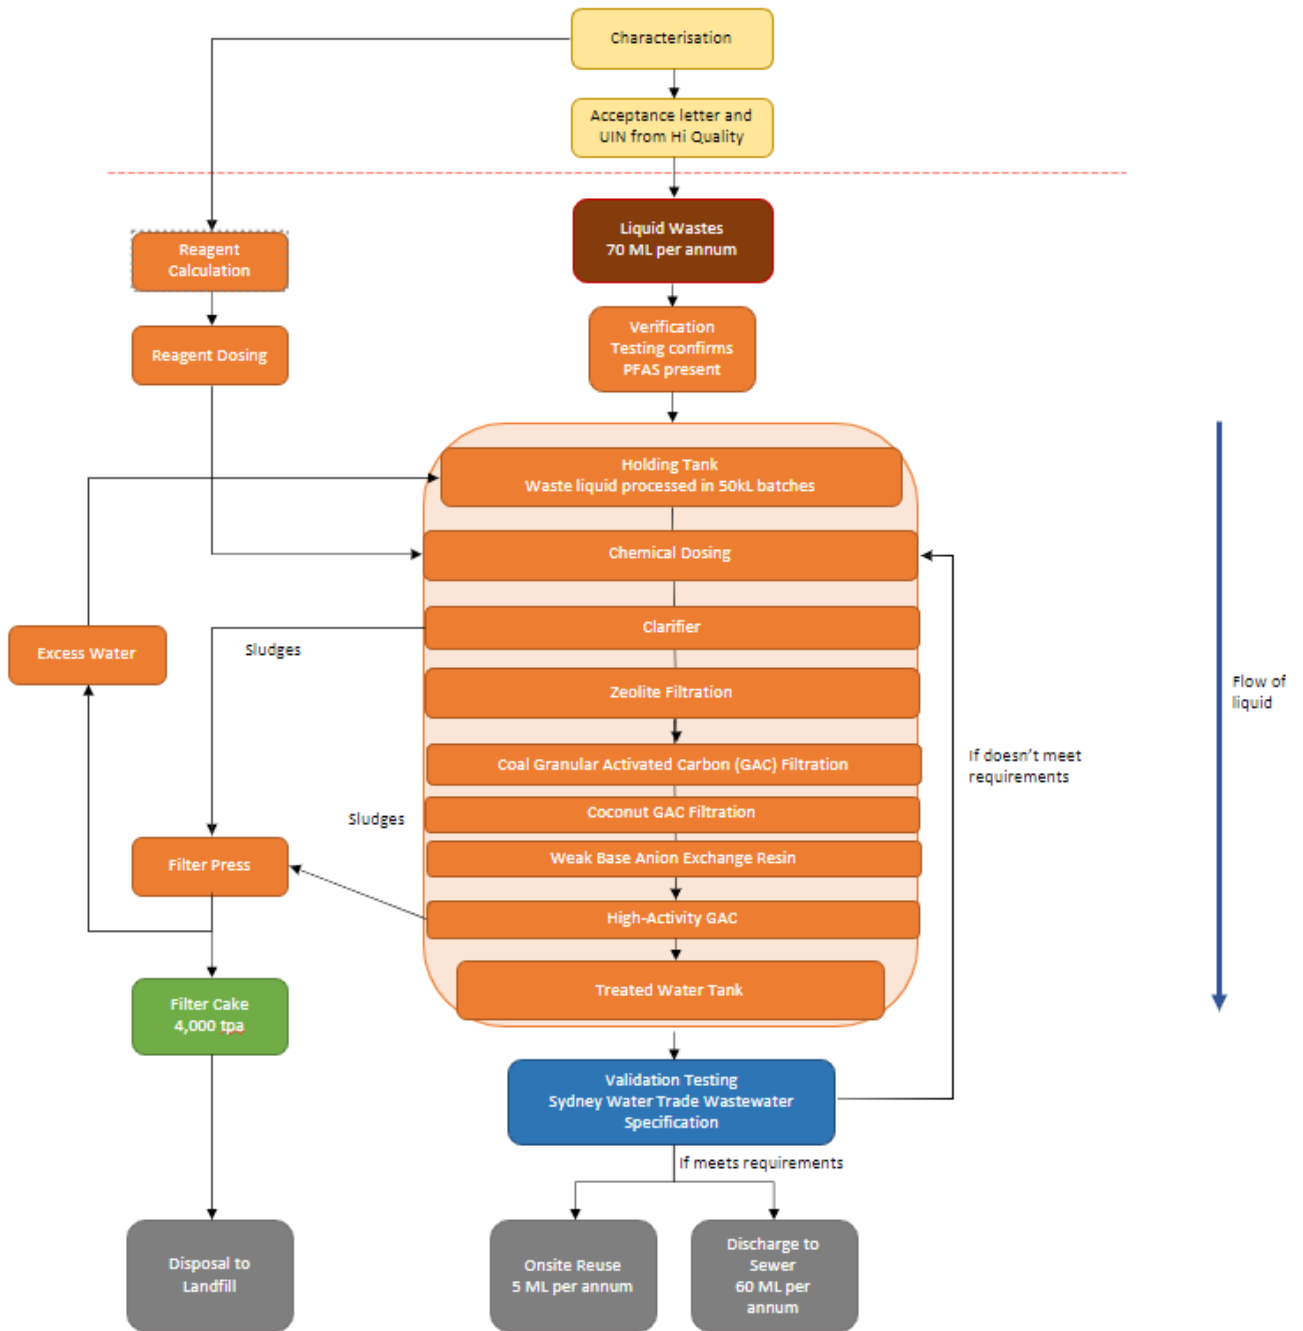 Characterisation
Acceptance letter and
UIN from Hi Quality
Liquid Wastes
70 ML per annum
Reagent
Calculation
Verification
Testing confirms
PFAS present
Reagent Dosing
Holding Tank
Waste liquid processed in 50kL batches
Chemical Dosing
Clarifier
Sludges
Excess Water
Zeolite Filtration
Flow of
liquid
Coal Granular Activated Carbon (GAC) Filtration
If doesn't meet
requirements
Coconut GAC Filtration
Sludges
Weak Base Anion Exchange Resin
Filter Press
High-Activity GAC
Treated Water Tank
Filter Cake
4,000 tpa
Validation Testing
Sydney Water Trade Wastewater
Specification
If meets requirements
Disposal to
Landfill
Onsite Reuse
5 ML per annum
Discharge to
Sewer
60 ML per
annum